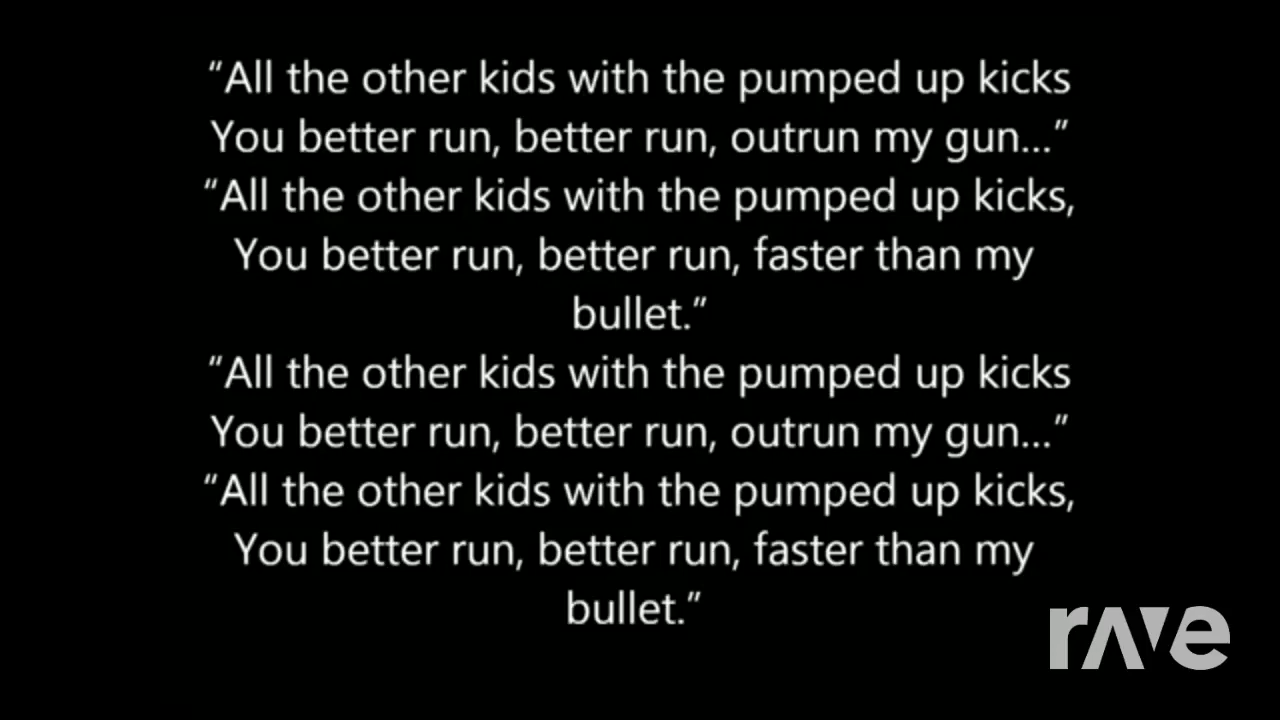 “All the other kids with the pumped up kicks
You better run, better run, outrun my gun...”
“All the other kids with the pumped up kicks,
You better run, better run, faster than my
bullet.”
“All the other kids with the pumped up kicks
You better run, better run, outrun my gun...”
“All the other kids with the pumped up kicks,
You better run, better run, faster than my
bullet.”
rave